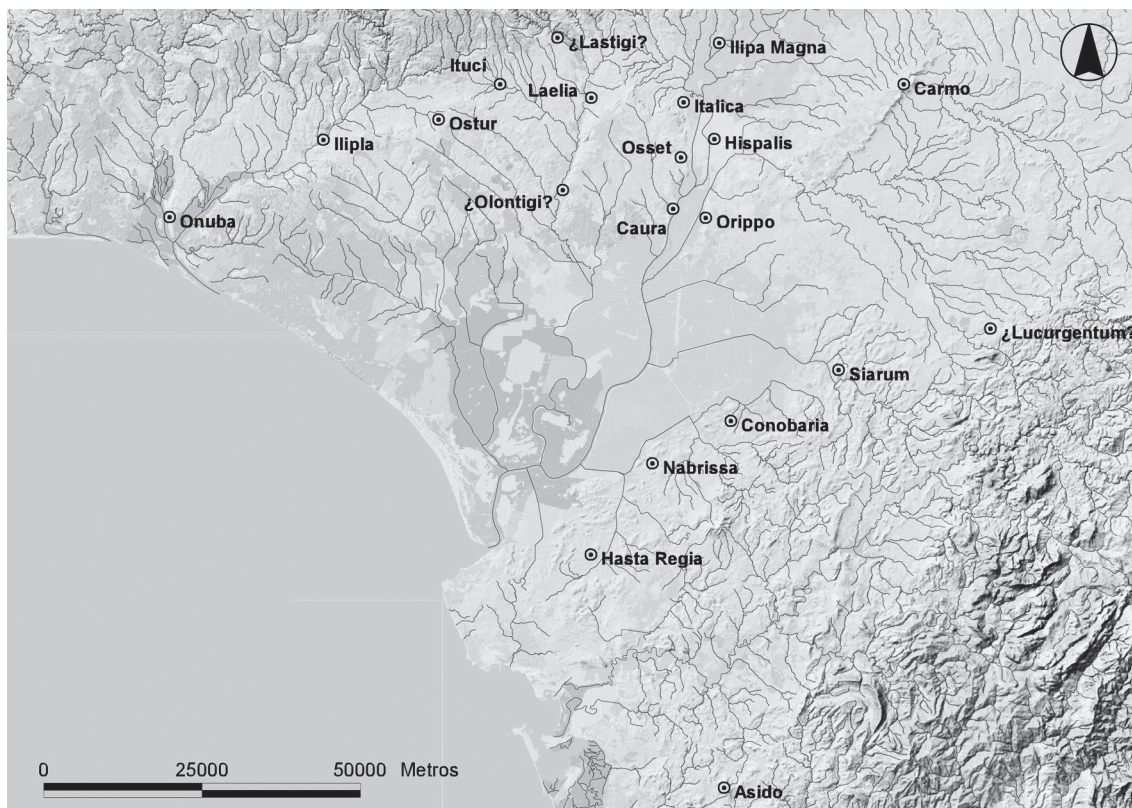 ¿Lastigi?
Ilipa Magna
Ituci
Laelia
Carmo
Italica
Ostur
Hispalis
Ilipla
Osset
¿Olontigi?
Onuba
Caura
Orippo
¿Lucurgentum?
Siarum
Conobaria
Nabrissa
Hasta Regia
0 25000 50000 Metros
Asido